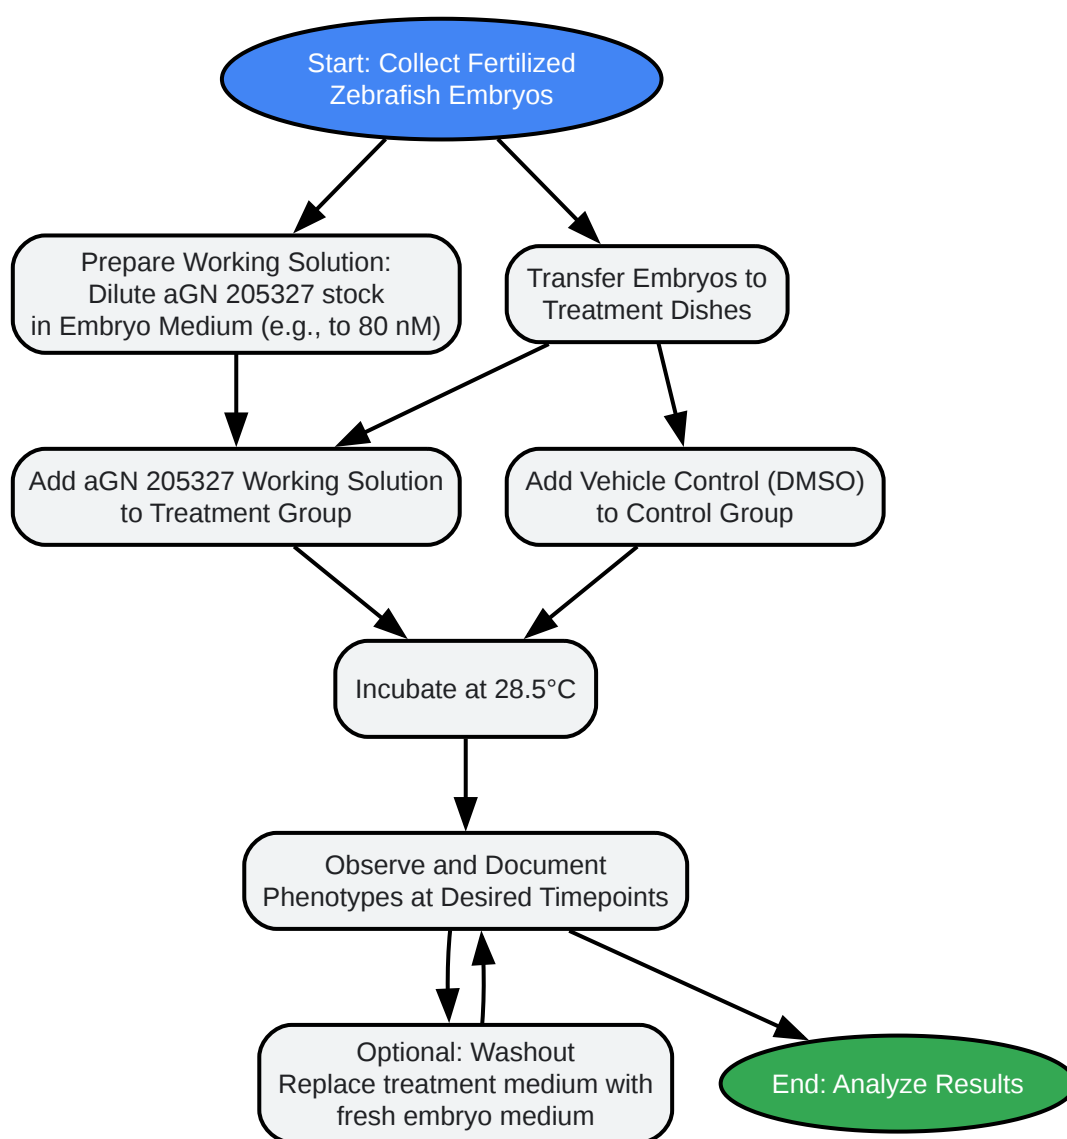 Start: Collect Fertilized
Zebrafish Embryos
Prepare Working Solution:
Dilute aGN 205327 stock
in Embryo Medium (e.g., to 80 nM)
Transfer Embryos to
Treatment Dishes
Add aGN 205327 Working Solution
to Treatment Group
Add Vehicle Control (DMSO)
to Control Group
Incubate at 28.5°C
Observe and Document
Phenotypes at Desired Timepoints
Optional: Washout
Replace treatment medium with
fresh embryo medium
End: Analyze Results